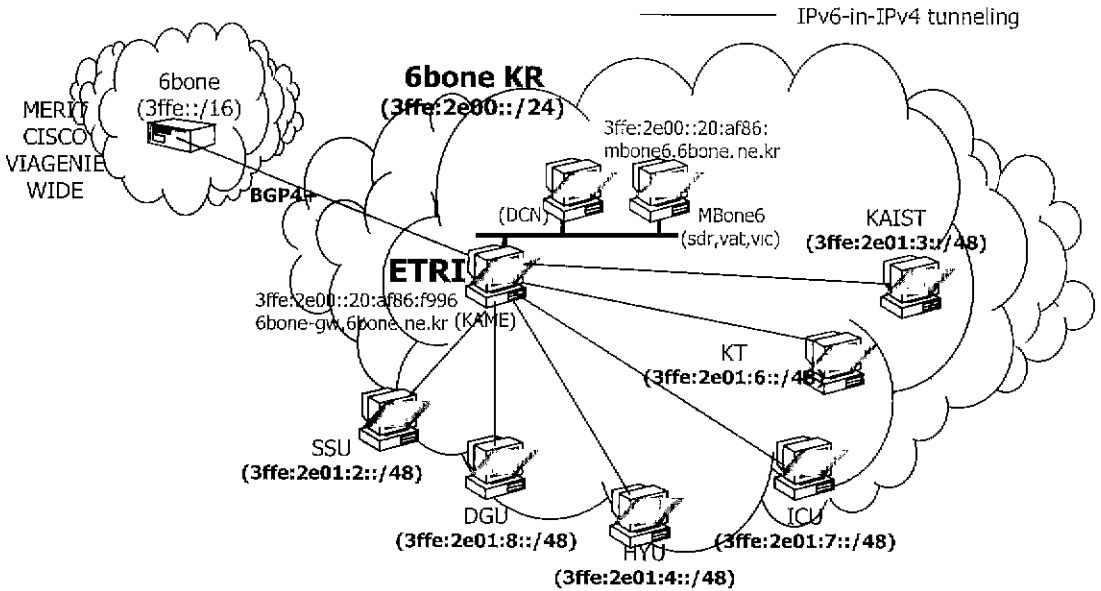 IPv6-in-IPv4 tunneling
6bone
(3ffe::/16)
MERIT
CISCO
VIAGENIE
WIDE
6bone KR
(3ffe:2e00::/24)
3ffe:2e00::20:af86:
mbone6.6bone.ne.kr
BGP4+
(DCN)
MBone6
(sdr,vat,vic)
KAIST
(3ffe:2e01:3::/48)
ETRI
3ffe:2e00::20:af86:f996
6bone-gw.6bone.ne.kr (KAME)
KT
(3ffe:2e01:6::/48)
SSU
(3ffe:2e01:2::/48)
DGU
(3ffe:2e01:8::/48)
HYU
(3ffe:2e01:4::/48)
ICU
(3ffe:2e01:7::/48)